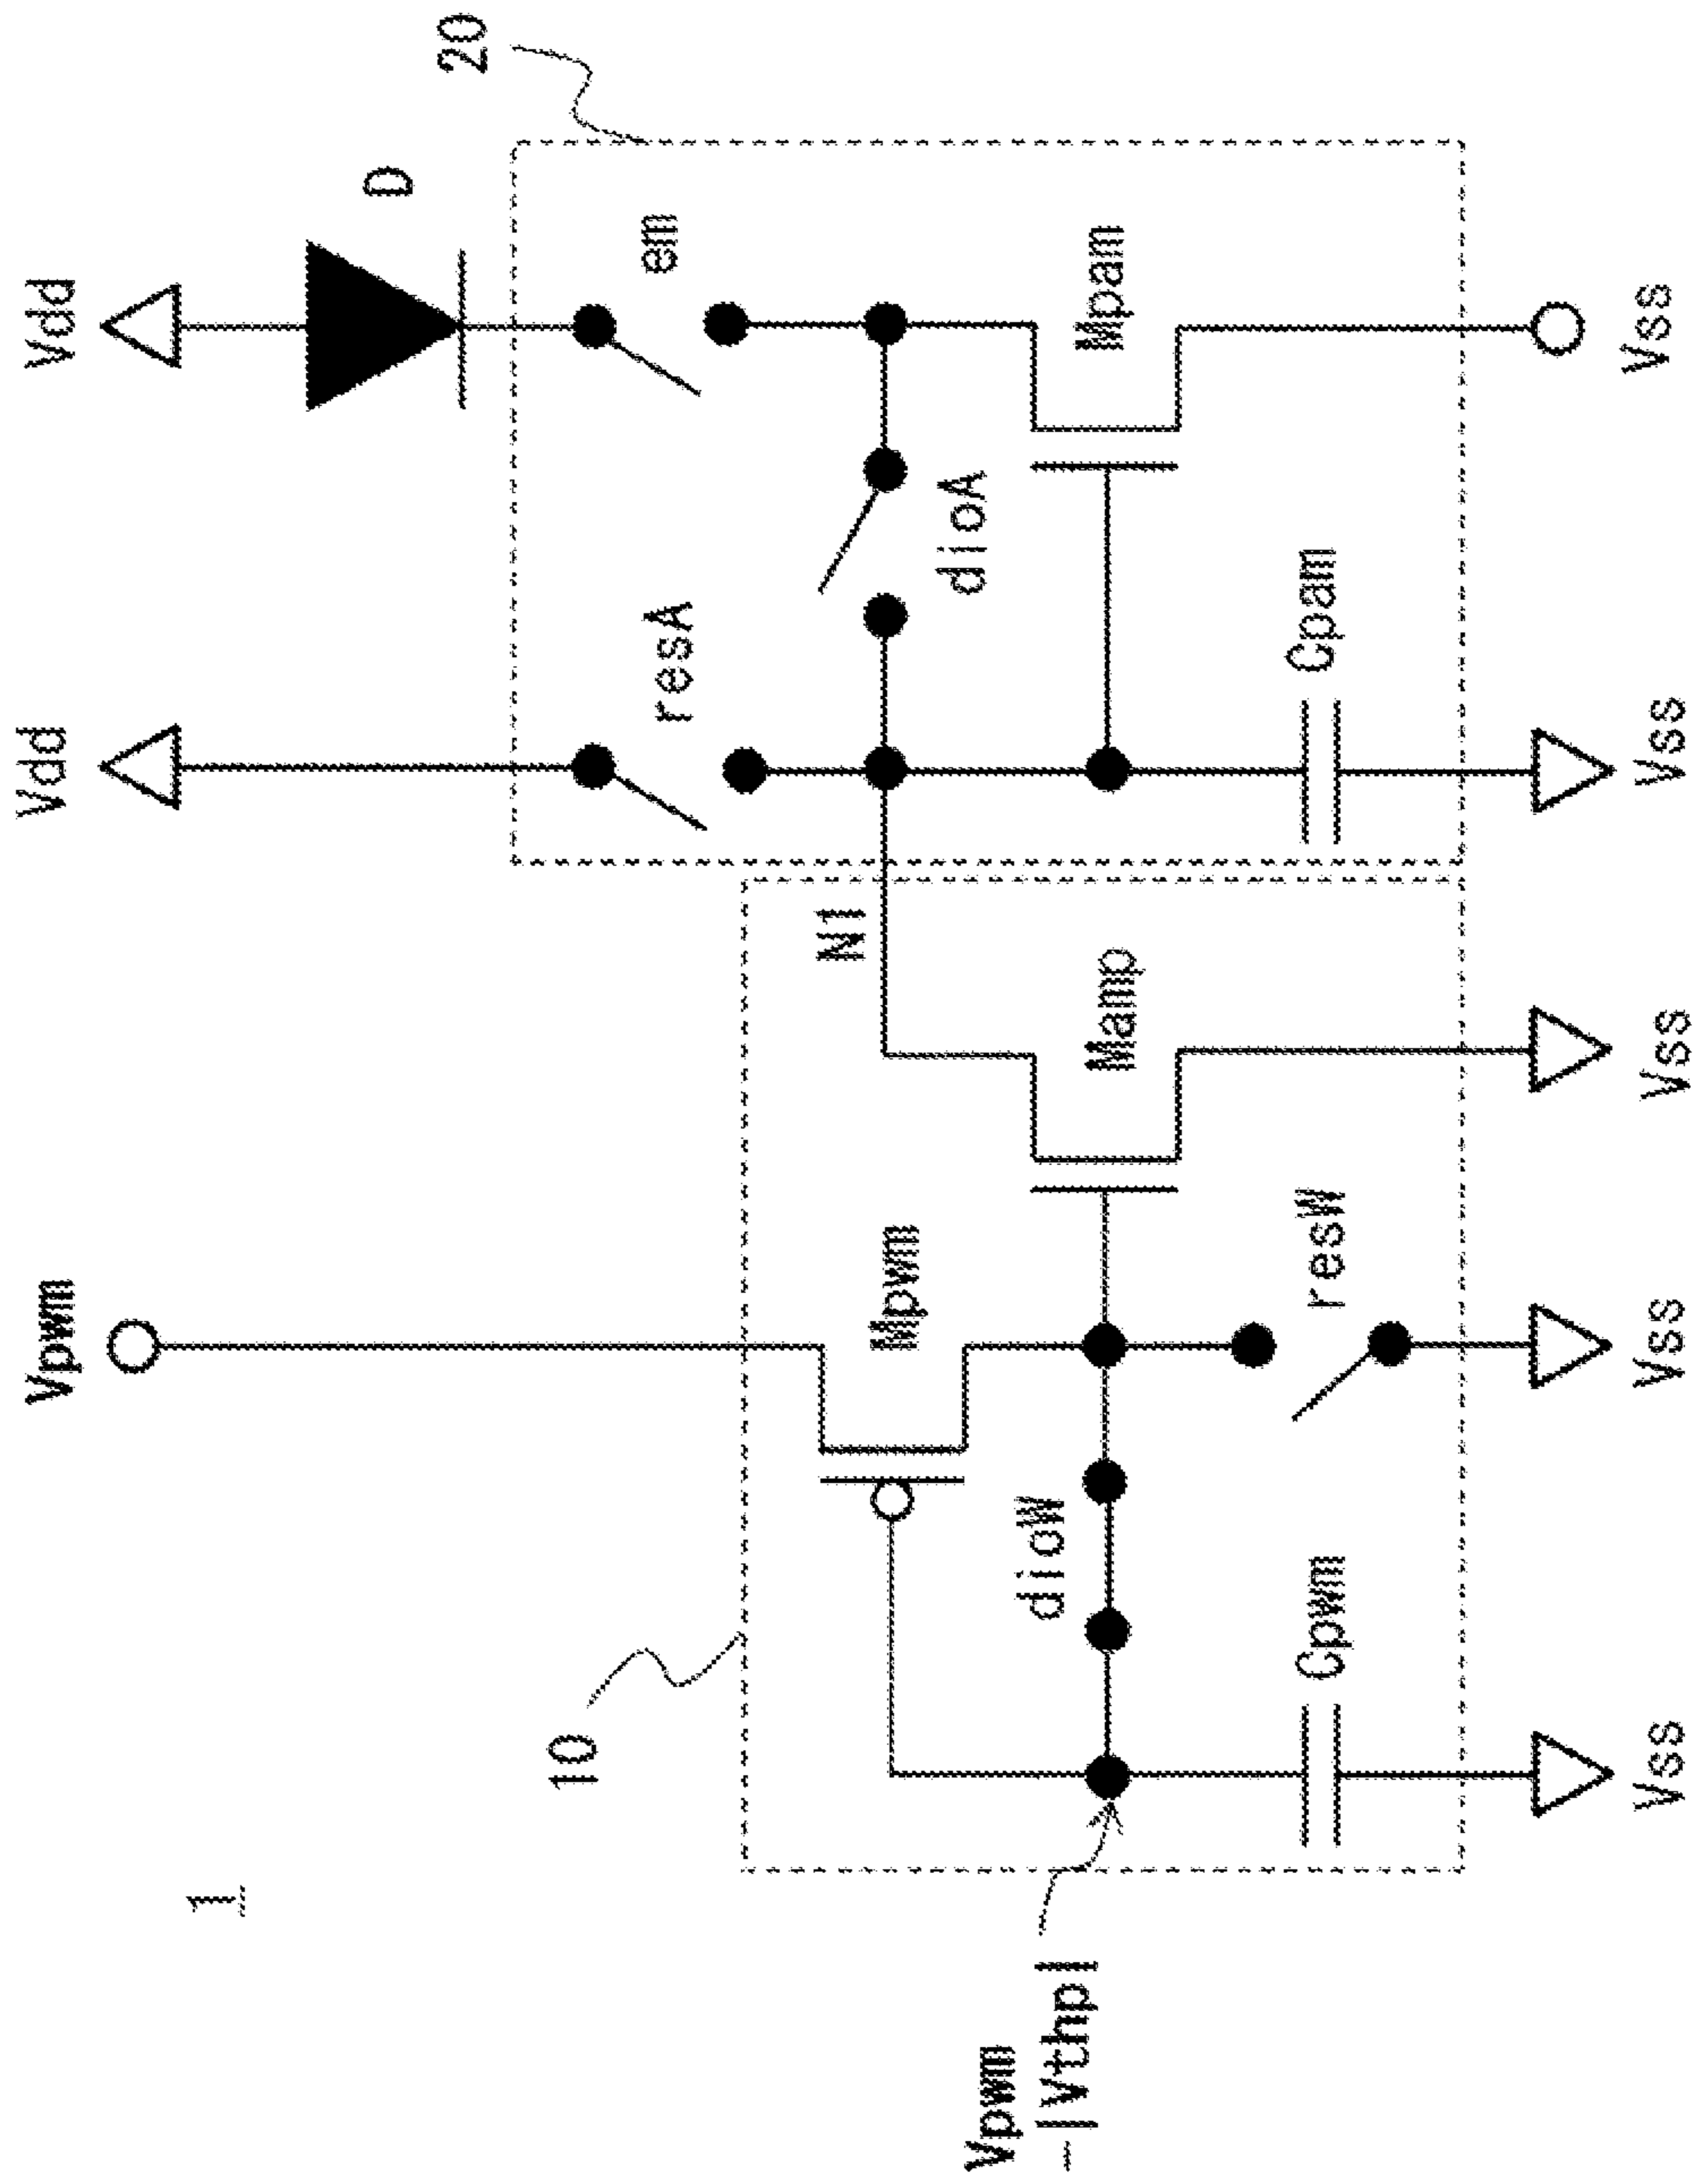 1
Vpwm
Vdd
Vdd
D
20
10
Mpwm
N1
resA
em
dioA
Mpam
dioW
Mamp
Vpwm
-|Vthp|
Cpwm
resW
Cpam
Vss
Vss
Vss
Vss
Vss